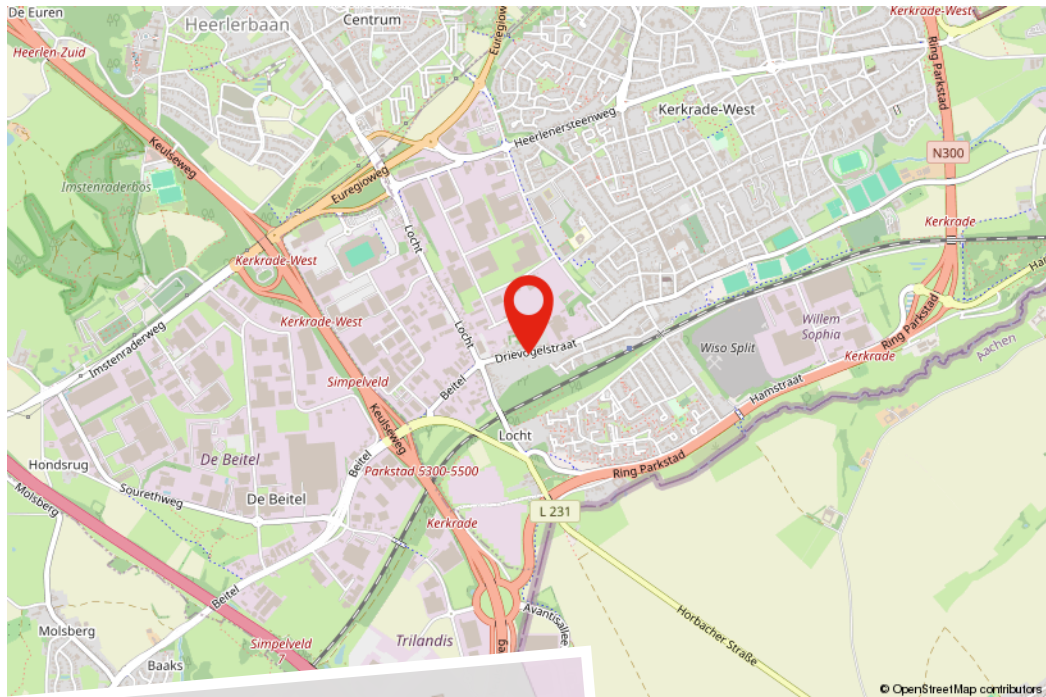 De Euren
Heerlerbaan
Centrum
Kerkrade-West
Heerlen-Zuid
Euregioweg
Ring Parkstad
Kerkrade-West
Heerlenersteenweg
Keulseweg
N300
Imstenraderbos
Euregioweg
Kerkrade
Locht
Kerkrade-West
Kerkrade-West
Locht
Willem
Sophia
Ring Parkstad
Imstenraderweg
Drievogelstraat
Wiso Split
Kerkrade
Aachen
Simpelveld
Beitel
Hamstraat
Keulseweg
Locht
De Beitel
Hondsrug
Beitel
Parkstad 5300-5500
Ring Parkstad
Molsberg
Sourethweg
De Beitel
L 231
Kerkrade
Beitel
Avantisallee
Horbacher Straße
Molsberg
Simpelveld
7
Trilandis
Baaks
© OpenStreetMap contributors